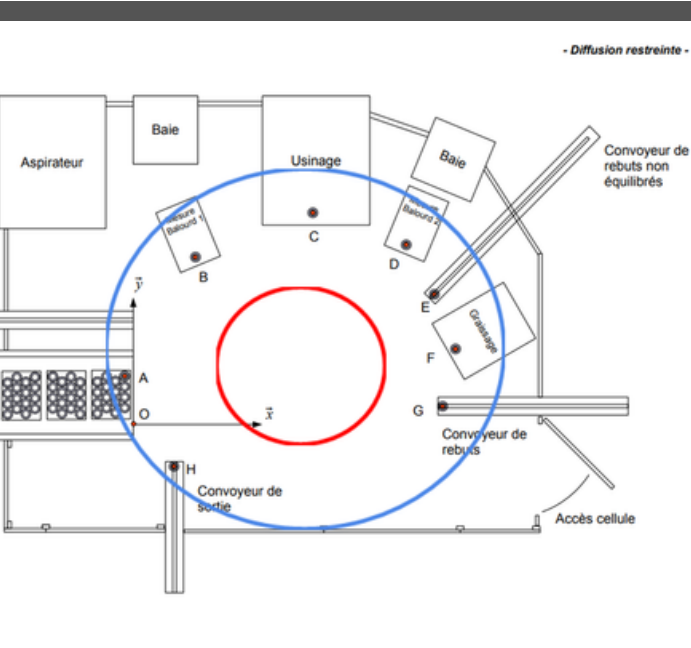 - Diffusion restreinte -
Aspirateur
Baie
Usinage
Baie
Convoyeur de
rebuts non
équilibrés
Mesure
Balourd 1
Mesure
Balourd 2
C
B
D
E
y
Graissage
F
A
G
O
x
Convoyeur de
rebuts
H
Convoyeur de
sortie
Accès cellule